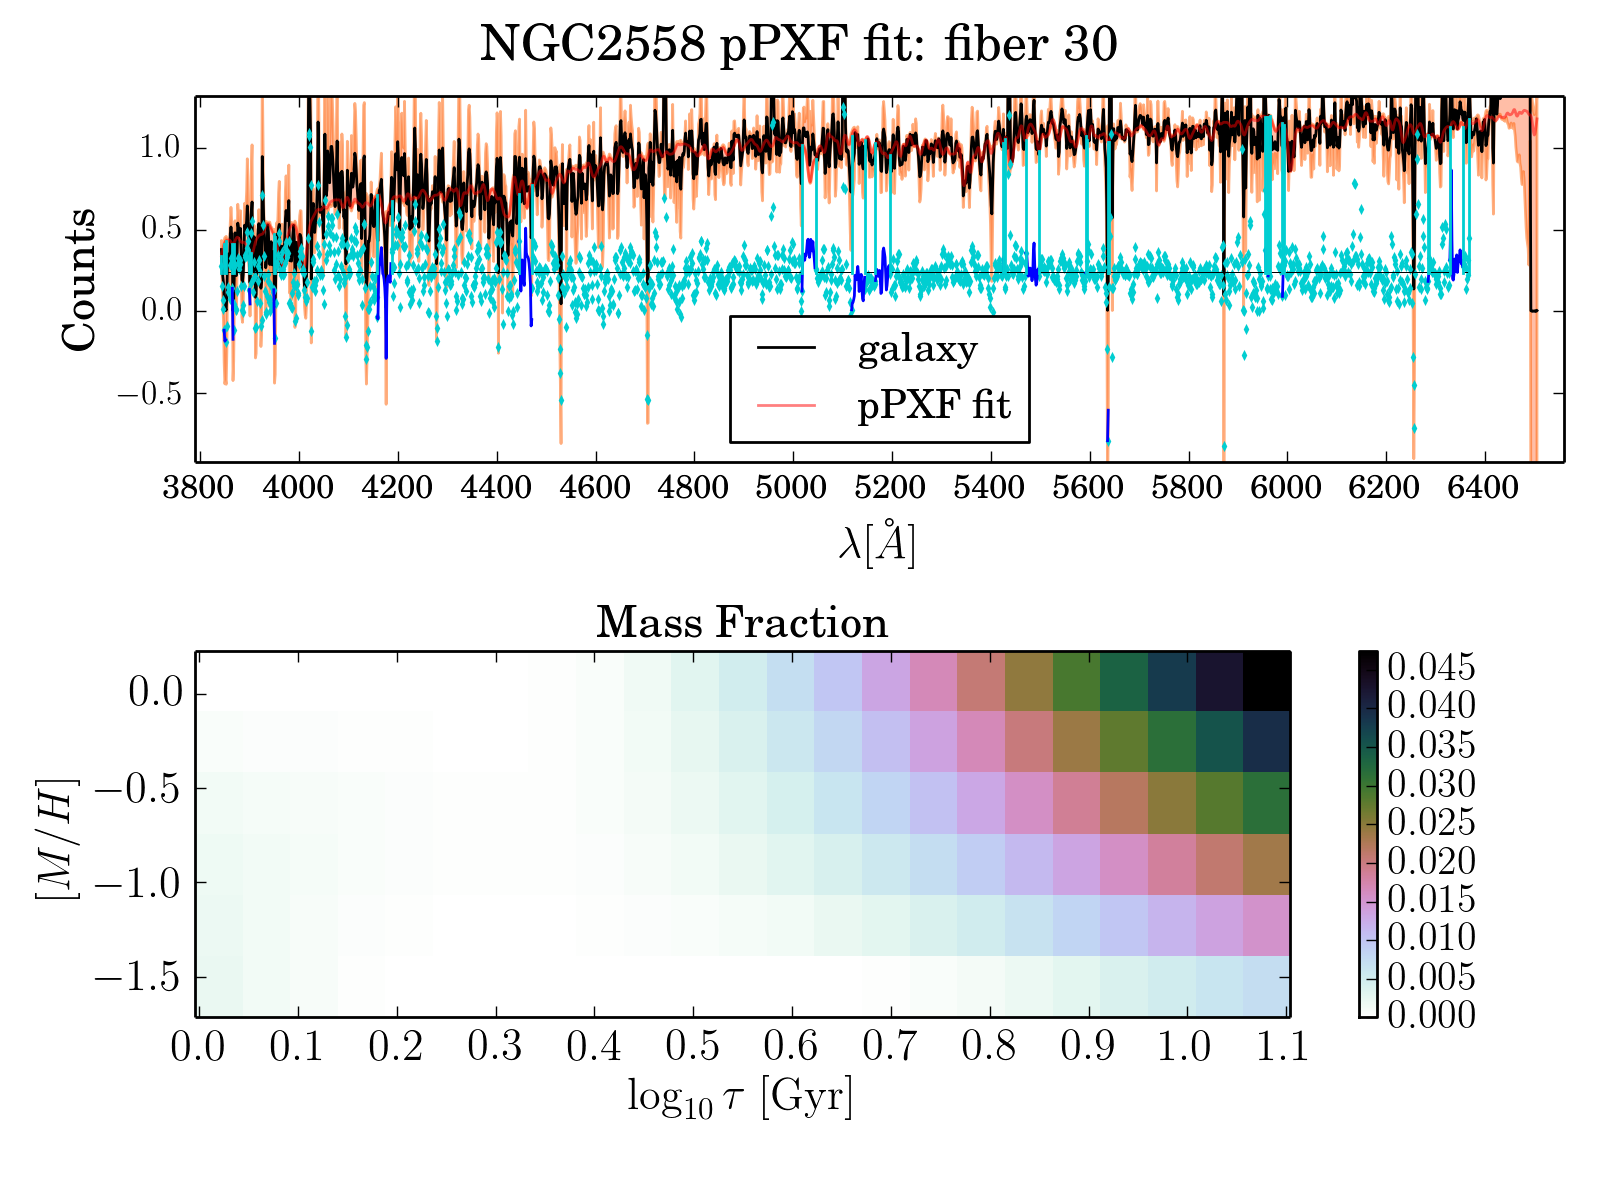 NGC2558 pPXF fit: fiber 30
Counts
1.0
0.5
0.0
−0.5
galaxy
pPXF fit
3800 4000 4200 4400 4600 4800 5000 5200 5400 5600 5800 6000 6200 6400
λ[Å]
Mass Fraction
[M/H]
0.0
−0.5
−1.0
−1.5
0.0 0.1 0.2 0.3 0.4 0.5 0.6 0.7 0.8 0.9 1.0 1.1
log₁₀ τ [Gyr]
0.045
0.040
0.035
0.030
0.025
0.020
0.015
0.010
0.005
0.000